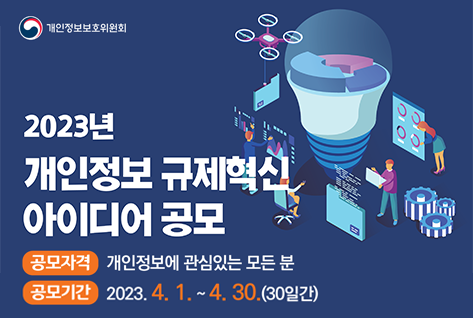 개인정보보호위원회
2023년
개인정보 규제혁신
아이디어 공모
공모자격 개인정보에 관심있는 모든 분
공모기간 2023. 4. 1. ~ 4. 30.(30일간)